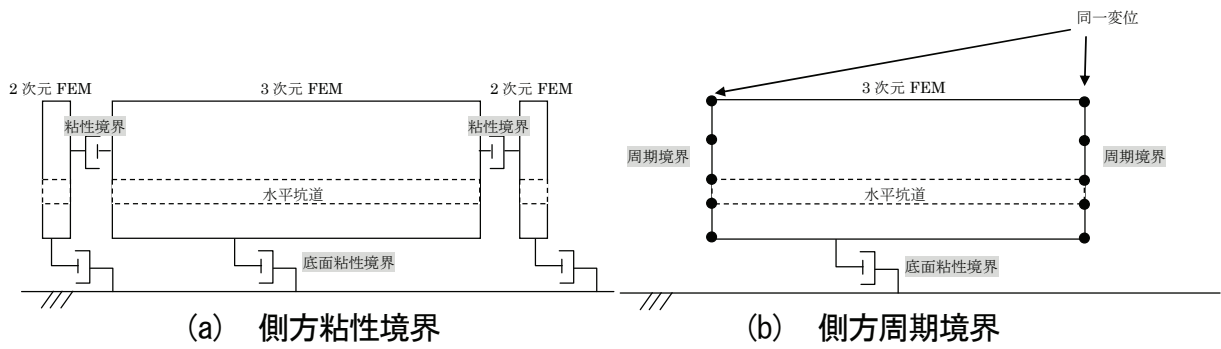 2 次元 FEM
3 次元 FEM
2 次元 FEM
粘性境界
粘性境界
水平坑道
底面粘性境界
(a) 側方粘性境界
同一変位
3 次元 FEM
周期境界
周期境界
水平坑道
底面粘性境界
(b) 側方周期境界